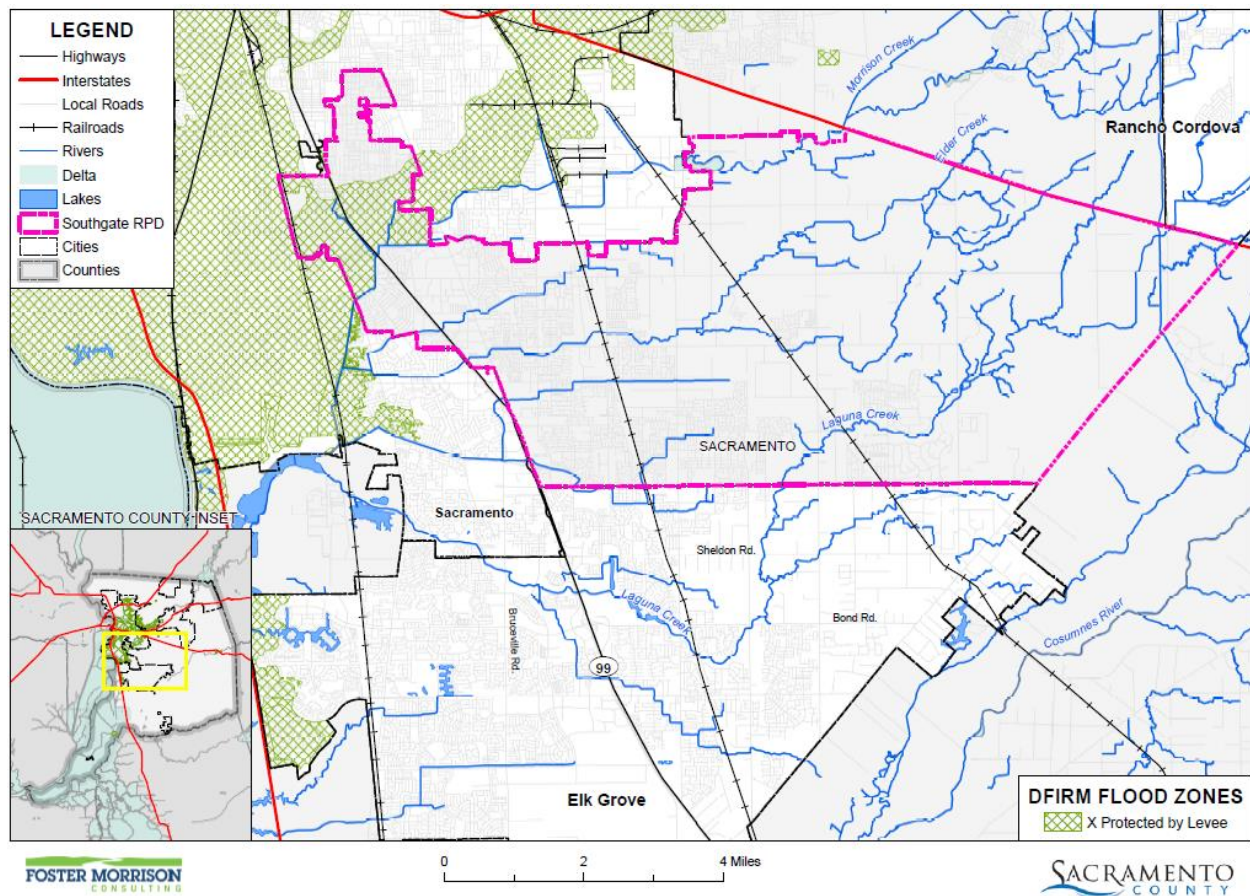 LEGEND
Highways
Interstates
Local Roads
Railroads
Rivers
Delta
Lakes
Southgate RPD
Cities
Counties
Morrison Creek
Elder Creek
Rancho Cordova
Laguna Creek
SACRAMENTO
SACRAMENTO COUNTY INSET
Sacramento
Sheldon Rd.
Laguna Creek
Bruceville Rd.
Bond Rd.
Cosumnes River
99
Elk Grove
DFIRM FLOOD ZONES
X Protected by Levee
FOSTER MORRISON
CONSULTING
0 2 4 Miles
SACRAMENTO
COUNTY